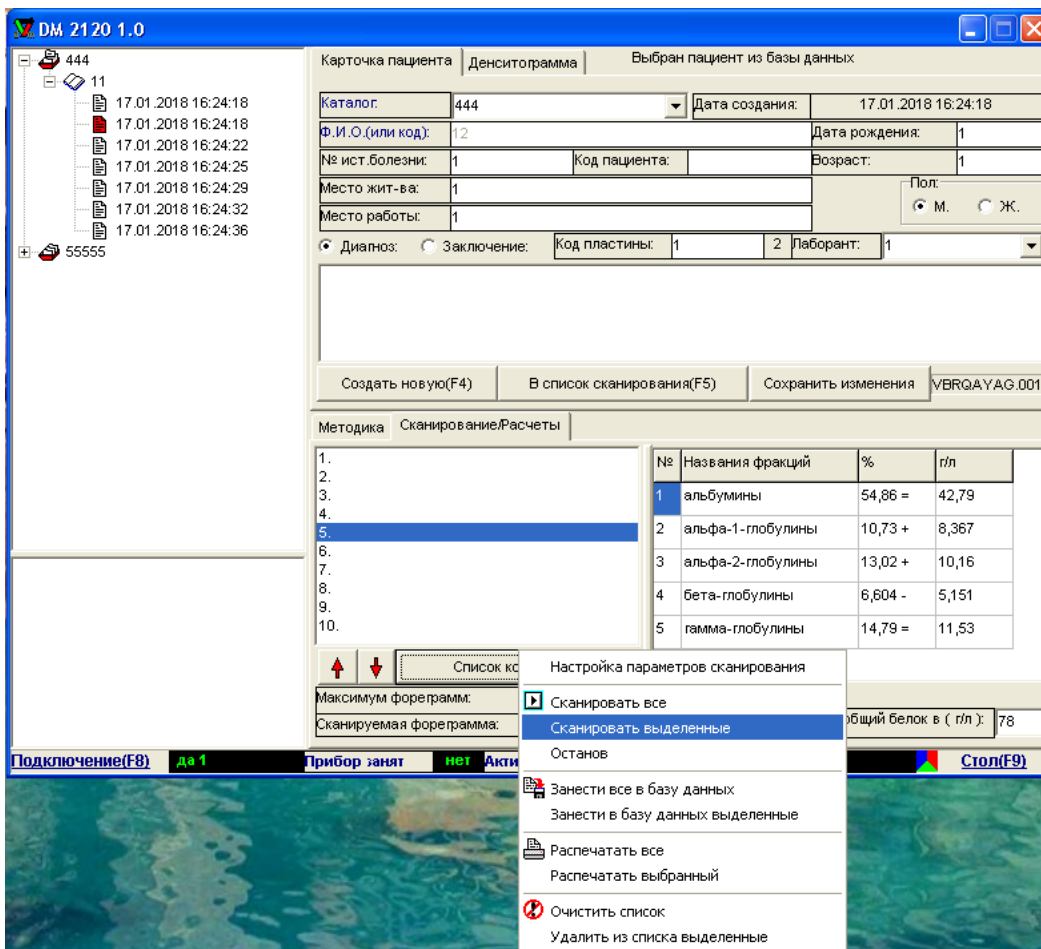 DM 2120 1.0
444
11
17.01.2018 16:24:18
17.01.2018 16:24:18
17.01.2018 16:24:22
17.01.2018 16:24:25
17.01.2018 16:24:29
17.01.2018 16:24:32
17.01.2018 16:24:36
55555
Карточка пациента Денситограмма Выбран пациент из базы данных
Каталог: 444 Дата создания: 17.01.2018 16:24:18
Ф.И.О.(или код): 12 Дата рождения: 1
№ ист.болезни: 1 Код пациента: Возраст: 1
Место жит-ва: 1 Пол:
М. Ж.
Место работы: 1
Диагноз: Заключение: Код пластины: 1 2 Лаборант: 1
Создать новую(F4) В список сканирования(F5) Сохранить изменения VBRQAYAG.001
Методика Сканирование/Расчеты
1.
2.
3.
4.
5.
6.
7.
8.
9.
10.
№ Названия фракций % г/л
1 альбумины 54,86 = 42,79
2 альфа-1-глобулины 10,73 + 8,367
3 альфа-2-глобулины 13,02 + 10,16
4 бета-глобулины 6,604 - 5,151
5 гамма-глобулины 14,79 = 11,53
Список ко
Максимум фореграмм:
Сканируемая фореграмма: общий белок в ( г/л ): 78
Подключение(F8) да 1 Прибор занят нет Акти Стол(F9)
Настройка параметров сканирования
Сканировать все
Сканировать выделенные
Останов
Занести все в базу данных
Занести в базу данных выделенные
Распечатать все
Распечатать выбранный
Очистить список
Удалить из списка выделенные